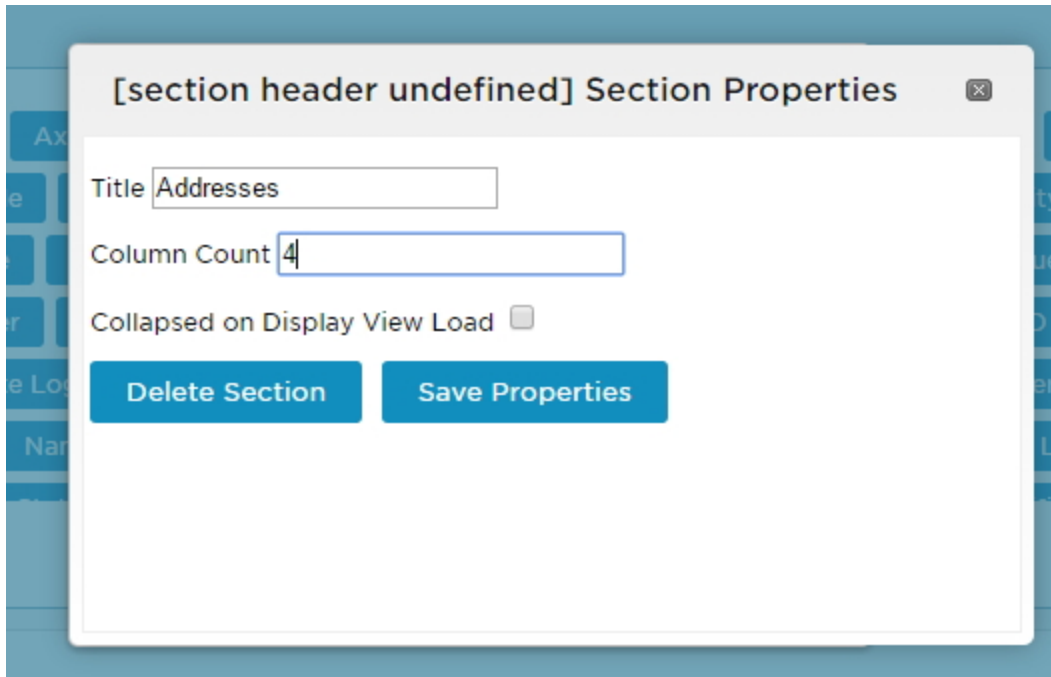 [section header undefined] Section Properties
Title Addresses
Column Count 4
Collapsed on Display View Load
Delete Section Save Properties